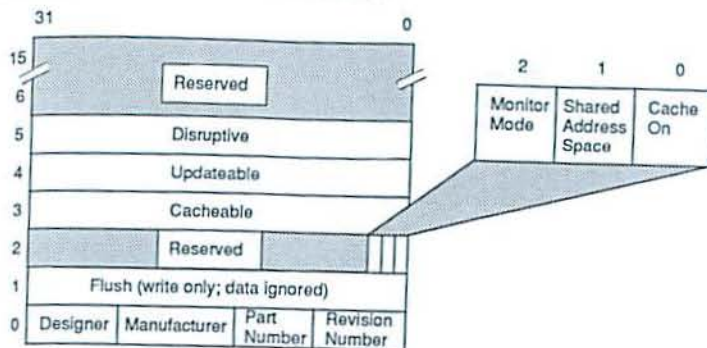 31 0
15
Reserved
6
5 Disruptive
4 Updateable
3 Cacheable
2 Reserved
1 Flush (write only; data ignored)
0 Designer Manufacturer Part Number Revision Number
2 1 0
Monitor Mode Shared Address Space Cache On